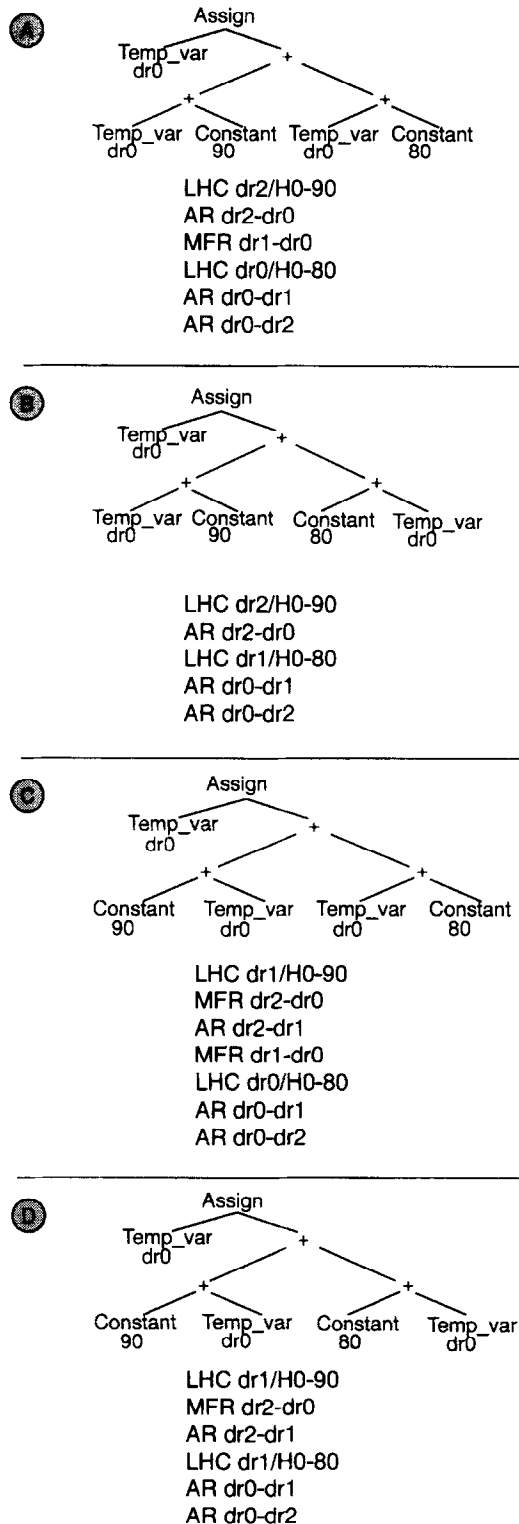 A
Assign
Temp_var +
dr0
+ +
Temp_var Constant Temp_var Constant
dr0 90 dr0 80
LHC dr2/H0-90
AR dr2-dr0
MFR dr1-dr0
LHC dr0/H0-80
AR dr0-dr1
AR dr0-dr2
B
Assign
Temp_var +
dr0
+ +
Temp_var Constant Constant Temp_var
dr0 90 80 dr0
LHC dr2/H0-90
AR dr2-dr0
LHC dr1/H0-80
AR dr0-dr1
AR dr0-dr2
C
Assign
Temp_var +
dr0
+ +
Constant Temp_var Temp_var Constant
90 dr0 dr0 80
LHC dr1/H0-90
MFR dr2-dr0
AR dr2-dr1
MFR dr1-dr0
LHC dr0/H0-80
AR dr0-dr1
AR dr0-dr2
D
Assign
Temp_var +
dr0
+ +
Constant Temp_var Constant Temp_var
90 dr0 80 dr0
LHC dr1/H0-90
MFR dr2-dr0
AR dr2-dr1
LHC dr1/H0-80
AR dr0-dr1
AR dr0-dr2